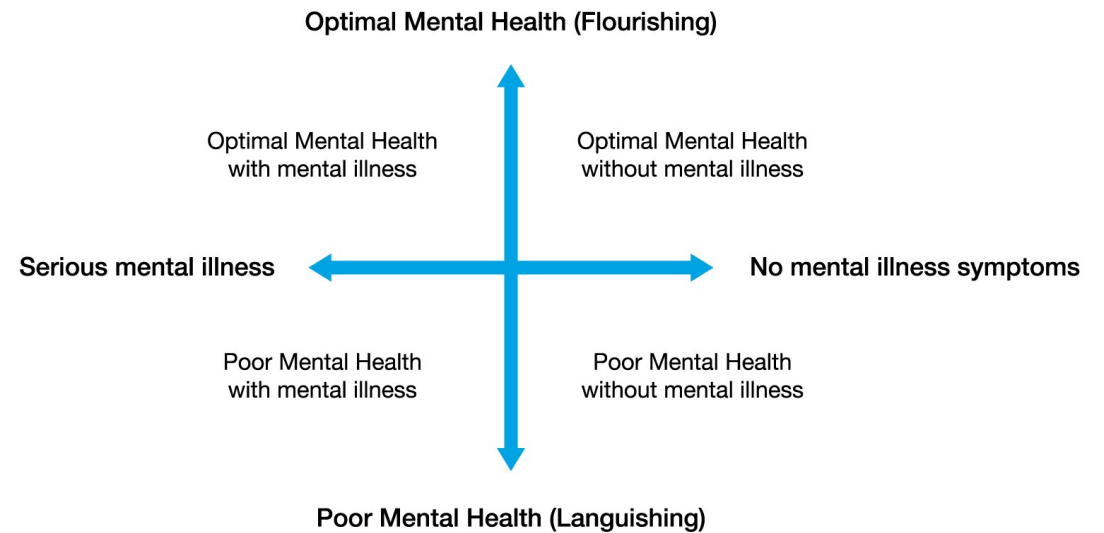 Optimal Mental Health (Flourishing)
Optimal Mental Health
with mental illness
Optimal Mental Health
without mental illness
Serious mental illness
No mental illness symptoms
Poor Mental Health
with mental illness
Poor Mental Health
without mental illness
Poor Mental Health (Languishing)